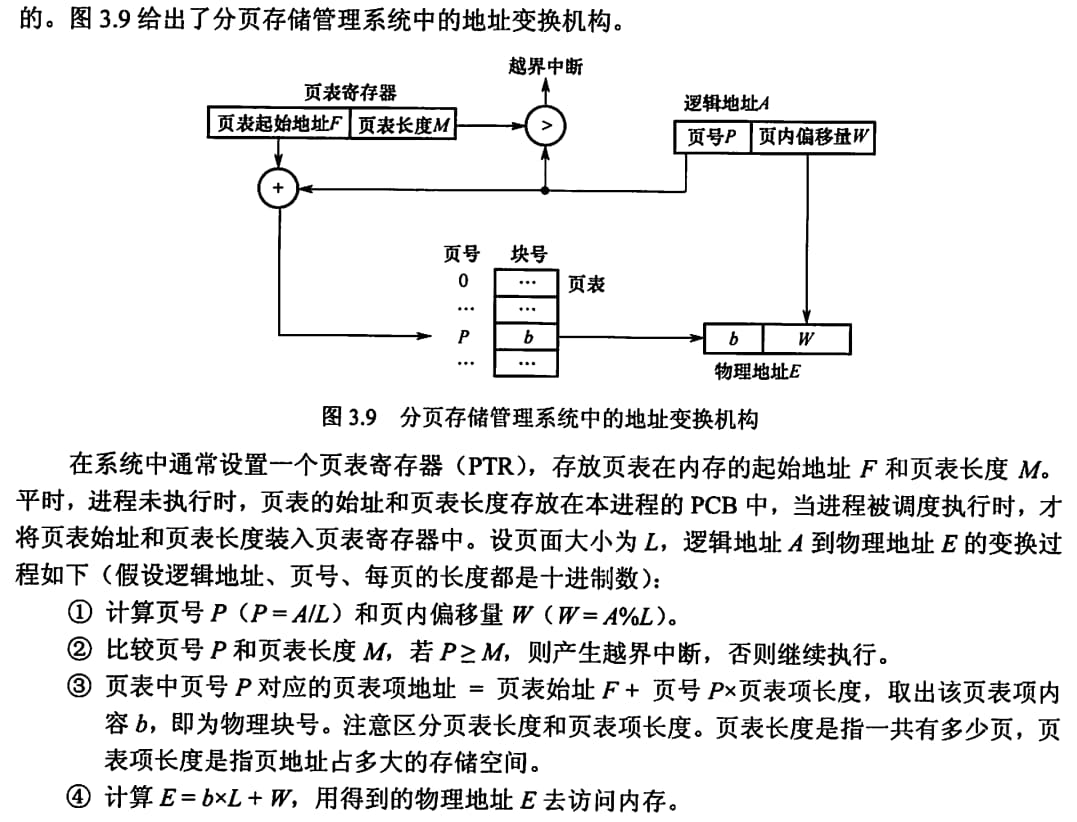 的。图 3.9 给出了分页存储管理系统中的地址变换机构。
越界中断
页表寄存器
逻辑地址A
页表起始地址F 页表长度M
>
页号P 页内偏移量W
+
页号 块号
0 … 页表
… …
P b
b W
… …
物理地址E
图 3.9 分页存储管理系统中的地址变换机构
在系统中通常设置一个页表寄存器（PTR），存放页表在内存的起始地址 F 和页表长度 M。
平时，进程未执行时，页表的始址和页表长度存放在本进程的 PCB 中，当进程被调度执行时，才
将页表始址和页表长度装入页表寄存器中。设页面大小为 L，逻辑地址 A 到物理地址 E 的变换过
程如下（假设逻辑地址、页号、每页的长度都是十进制数）：
① 计算页号 P（P = A/L）和页内偏移量 W（W = A%L）。
② 比较页号 P 和页表长度 M，若 P ≥ M，则产生越界中断，否则继续执行。
③ 页表中页号 P 对应的页表项地址 = 页表始址 F + 页号 P×页表项长度，取出该页表项内
容 b，即为物理块号。注意区分页表长度和页表项长度。页表长度是指一共有多少页，页
表项长度是指页地址占多大的存储空间。
④ 计算 E = b×L + W，用得到的物理地址 E 去访问内存。